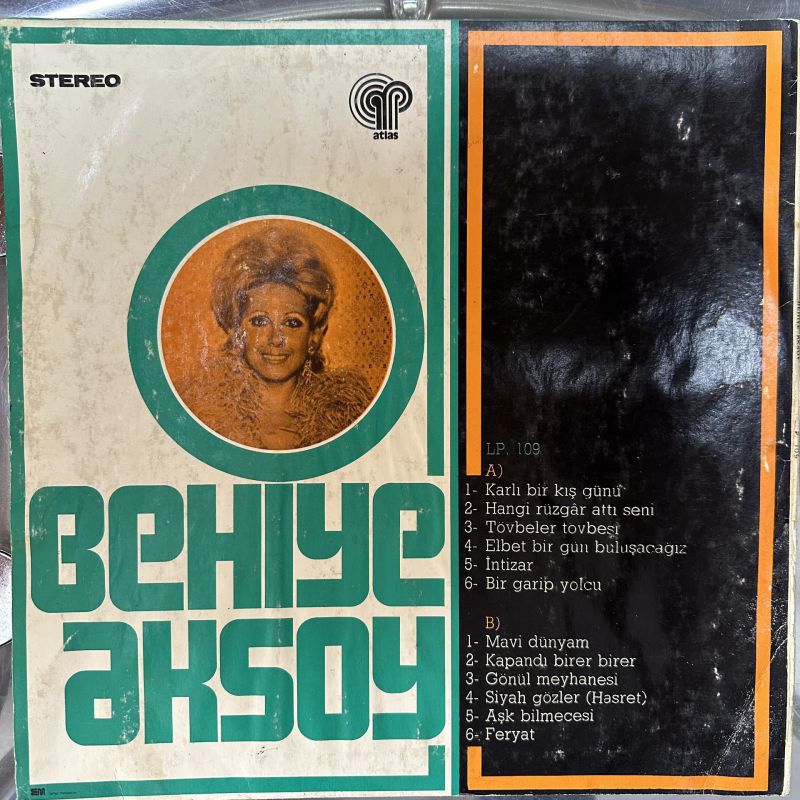 STEREO
atlas
BEHIYE
aKSOY
LP. 109
A)
1- Karlı bir kış günü
2- Hangi rüzgâr attı seni
3- Tövbeler tövbesi
4- Elbet bir gün buluşacağız
5- İntizar
6- Bir garip yolcu
B)
1- Mavi dünyam
2- Kapandı birer birer
3- Gönül meyhanesi
4- Siyah gözler (Hasret)
5- Aşk bilmecesi
6- Feryat